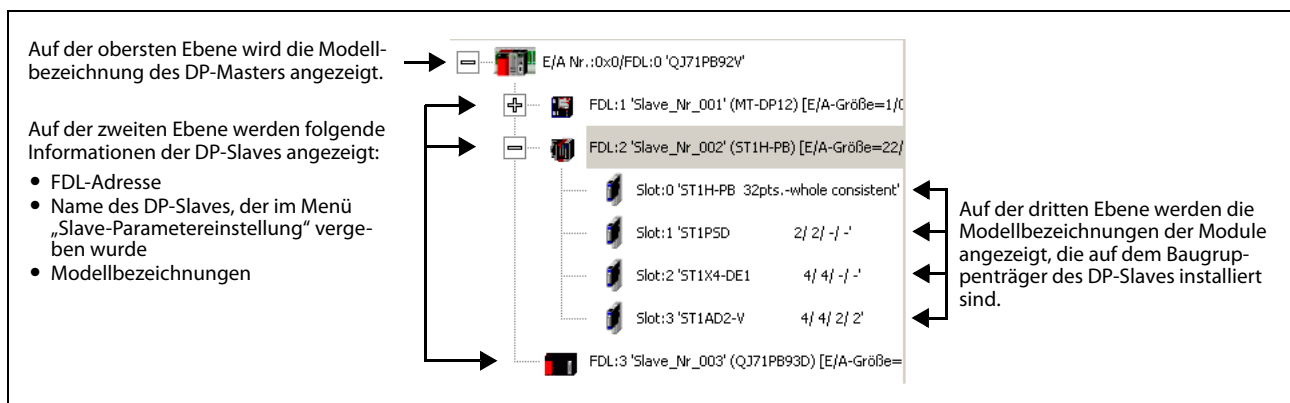 Auf der obersten Ebene wird die Modell-
bezeichnung des DP-Masters angezeigt.
Auf der zweiten Ebene werden folgende
Informationen der DP-Slaves angezeigt:
• FDL-Adresse
• Name des DP-Slaves, der im Menü
„Slave-Parametereinstellung“ verge-
ben wurde
• Modellbezeichnungen
E/A Nr.:0x0/FDL:0 'QJ71PB92V'
FDL:1 'Slave_Nr_001' (MT-DP12) [E/A-Größe=1/0
FDL:2 'Slave_Nr_002' (ST1H-PB) [E/A-Größe=22/
Slot:0 'ST1H-PB 32pts.-whole consistent'
Slot:1 'ST1PSD 2/ 2/ -/ -'
Slot:2 'ST1X4-DE1 4/ 4/ -/ -'
Slot:3 'ST1AD2-V 4/ 4/ 2/ 2'
FDL:3 'Slave_Nr_003' (QJ71PB93D) [E/A-Größe=
Auf der dritten Ebene werden die
Modellbezeichnungen der Module
angezeigt, die auf dem Baugrup-
penträger des DP-Slaves installiert
sind.